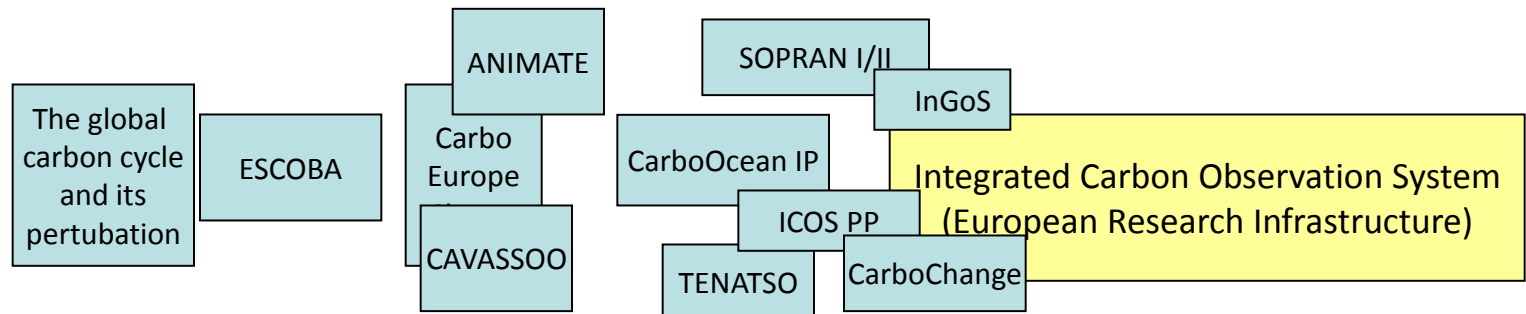 The global
carbon cycle
and its
pertubation
ESCOBA
ANIMATE
Carbo
Europe
CAVASSOO
SOPRAN I/II
InGoS
CarboOcean IP
ICOS PP
TENATSO
CarboChange
Integrated Carbon Observation System
(European Research Infrastructure)